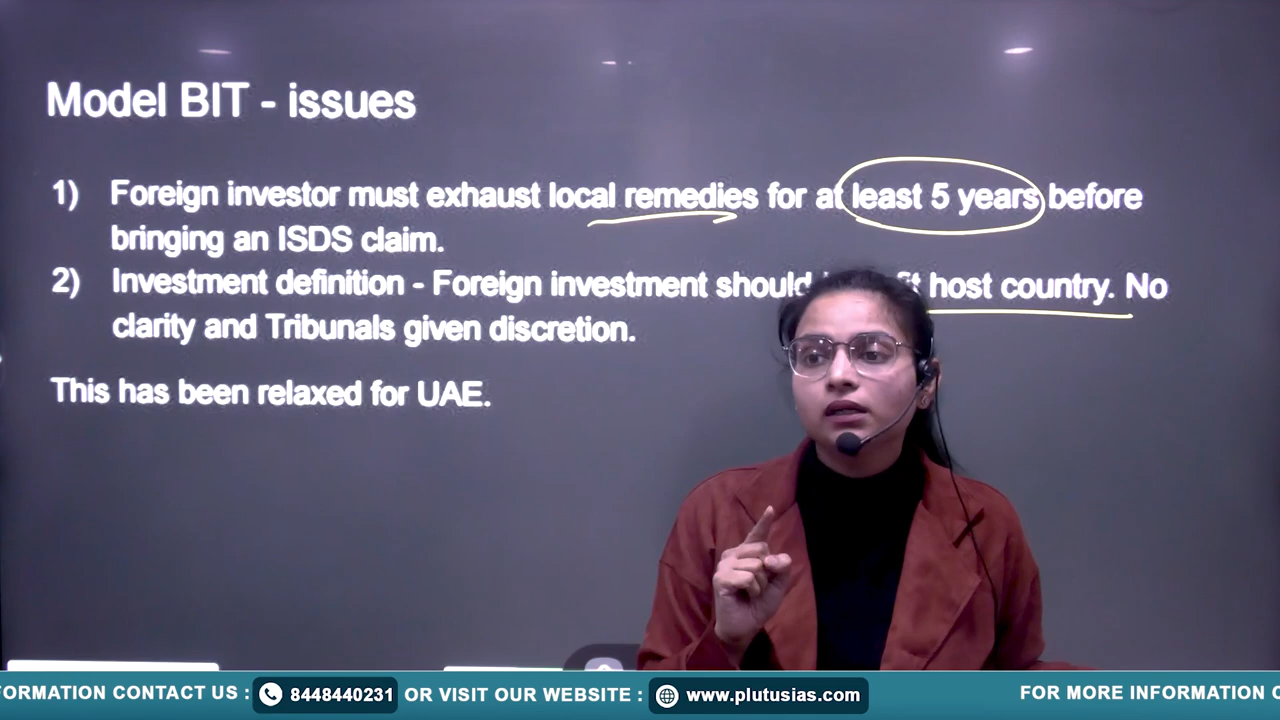 Model BIT - issues
1) Foreign investor must exhaust local remedies for at least 5 years before
bringing an ISDS claim.
2) Investment definition - Foreign investment should host country. No
clarity and Tribunals given discretion.
This has been relaxed for UAE.
FORMATION CONTACT US : 8448440231 OR VISIT OUR WEBSITE : www.plutusias.com FOR MORE INFORMATION